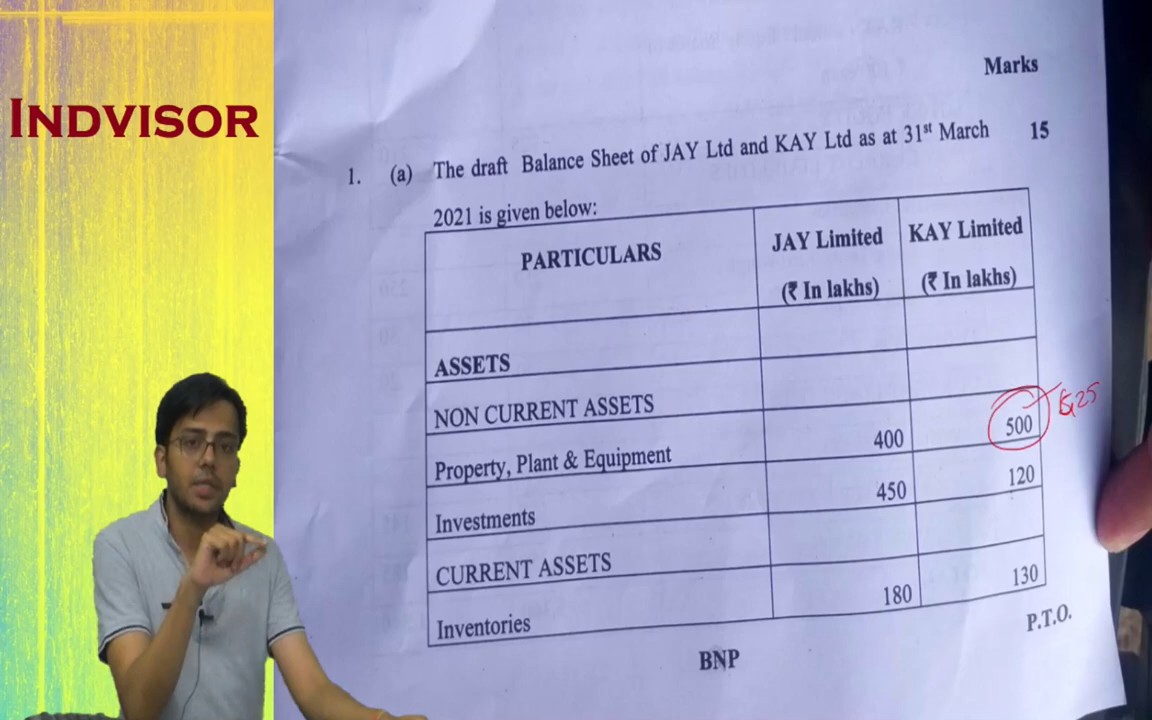 INDVISOR
Marks
1. (a) The draft Balance Sheet of JAY Ltd and KAY Ltd as at 31st March 15
2021 is given below:
PARTICULARS JAY Limited (₹ In lakhs) KAY Limited (₹ In lakhs)
ASSETS
NON CURRENT ASSETS
Property, Plant & Equipment 400 500
Investments 450 120
CURRENT ASSETS
Inventories 180 130
P.T.O.
BNP